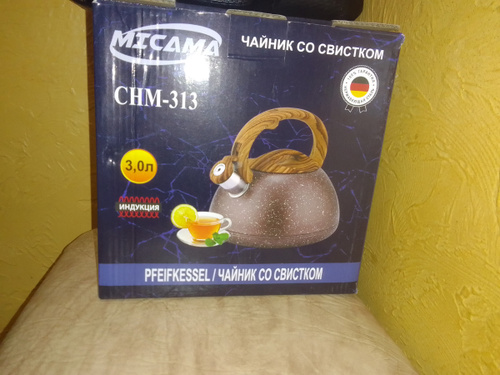 MICAMA
ЧАЙНИК СО СВИСТКОМ
CHM-313
3,0л
ИНДУКЦИЯ
PFEIFKESSEL / ЧАЙНИК СО СВИСТКОМ